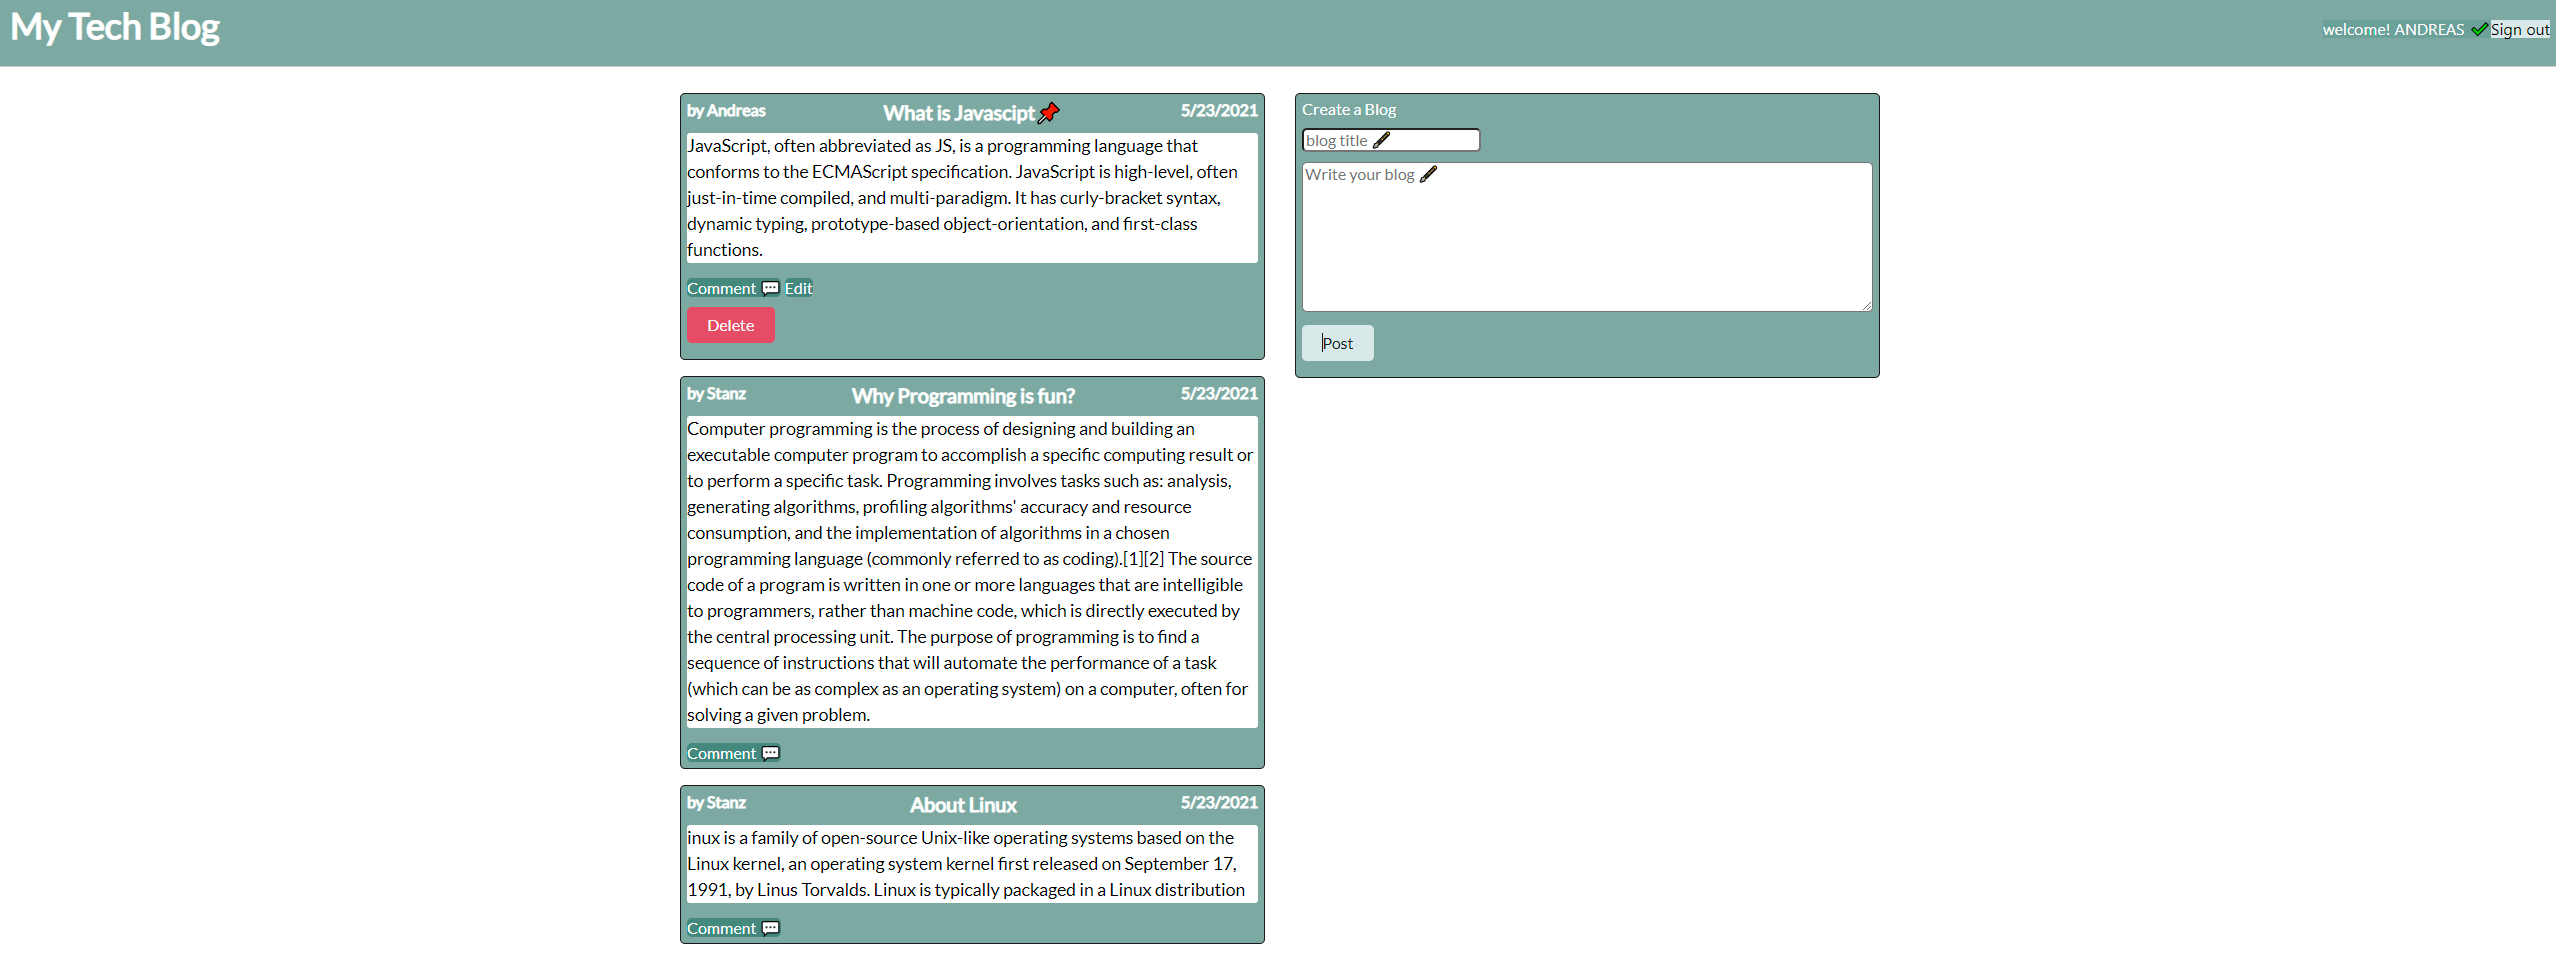 My Tech Blog
welcome! ANDREAS ✔ Sign out
by Andreas What is Javascipt📌 5/23/2021
JavaScript, often abbreviated as JS, is a programming language that
conforms to the ECMAScript specification. JavaScript is high-level, often
just-in-time compiled, and multi-paradigm. It has curly-bracket syntax,
dynamic typing, prototype-based object-orientation, and first-class
functions.
Comment 💬 Edit
Delete
by Stanz Why Programming is fun? 5/23/2021
Computer programming is the process of designing and building an
executable computer program to accomplish a specific computing result or
to perform a specific task. Programming involves tasks such as: analysis,
generating algorithms, profiling algorithms' accuracy and resource
consumption, and the implementation of algorithms in a chosen
programming language (commonly referred to as coding).[1][2] The source
code of a program is written in one or more languages that are intelligible
to programmers, rather than machine code, which is directly executed by
the central processing unit. The purpose of programming is to find a
sequence of instructions that will automate the performance of a task
(which can be as complex as an operating system) on a computer, often for
solving a given problem.
Comment 💬
by Stanz About Linux 5/23/2021
inux is a family of open-source Unix-like operating systems based on the
Linux kernel, an operating system kernel first released on September 17,
1991, by Linus Torvalds. Linux is typically packaged in a Linux distribution
Comment 💬
Create a Blog
blog title 🖌
Write your blog 🖌
Post